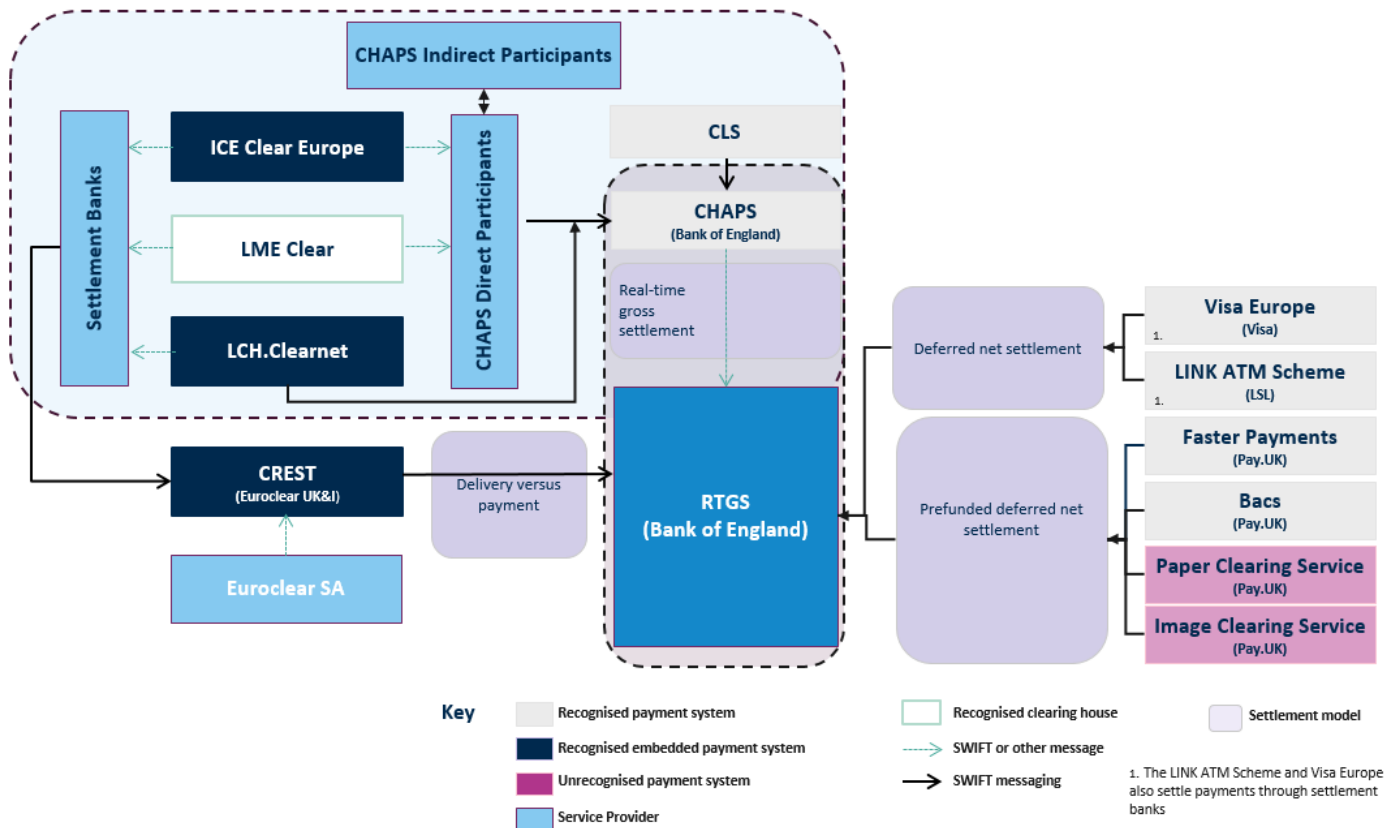 CHAPS Indirect Participants
Settlement Banks
ICE Clear Europe
LME Clear
LCH.Clearnet
CHAPS Direct Participants
CLS
CHAPS
(Bank of England)
Real-time
gross
settlement
RTGS
(Bank of England)
CREST
(Euroclear UK&I)
Euroclear SA
Delivery versus
payment
Deferred net settlement
Prefunded deferred net
settlement
Visa Europe
(Visa)
1.
LINK ATM Scheme
(LSL)
1.
Faster Payments
(Pay.UK)
Bacs
(Pay.UK)
Paper Clearing Service
(Pay.UK)
Image Clearing Service
(Pay.UK)
Key
Recognised payment system
Recognised embedded payment system
Unrecognised payment system
Service Provider
Recognised clearing house
SWIFT or other message
SWIFT messaging
Settlement model
1. The LINK ATM Scheme and Visa Europe
also settle payments through settlement
banks